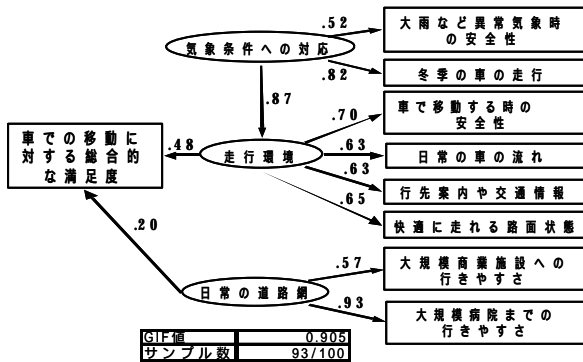 .52
大雨など異常気象時
の安全性
気象条件への対応
.82
冬季の車の走行
.87
.70
車で移動する時の
安全性
車での移動に
対する総合的
な満足度
.48
走行環境
.63
日常の車の流れ
.63
行先案内や交通情報
.65
快適に走れる路面状態
.20
.57
大規模商業施設への
行きやすさ
日常の道路網
.93
大規模病院までの
行きやすさ
GIF値 0.905
サンプル数 93/100